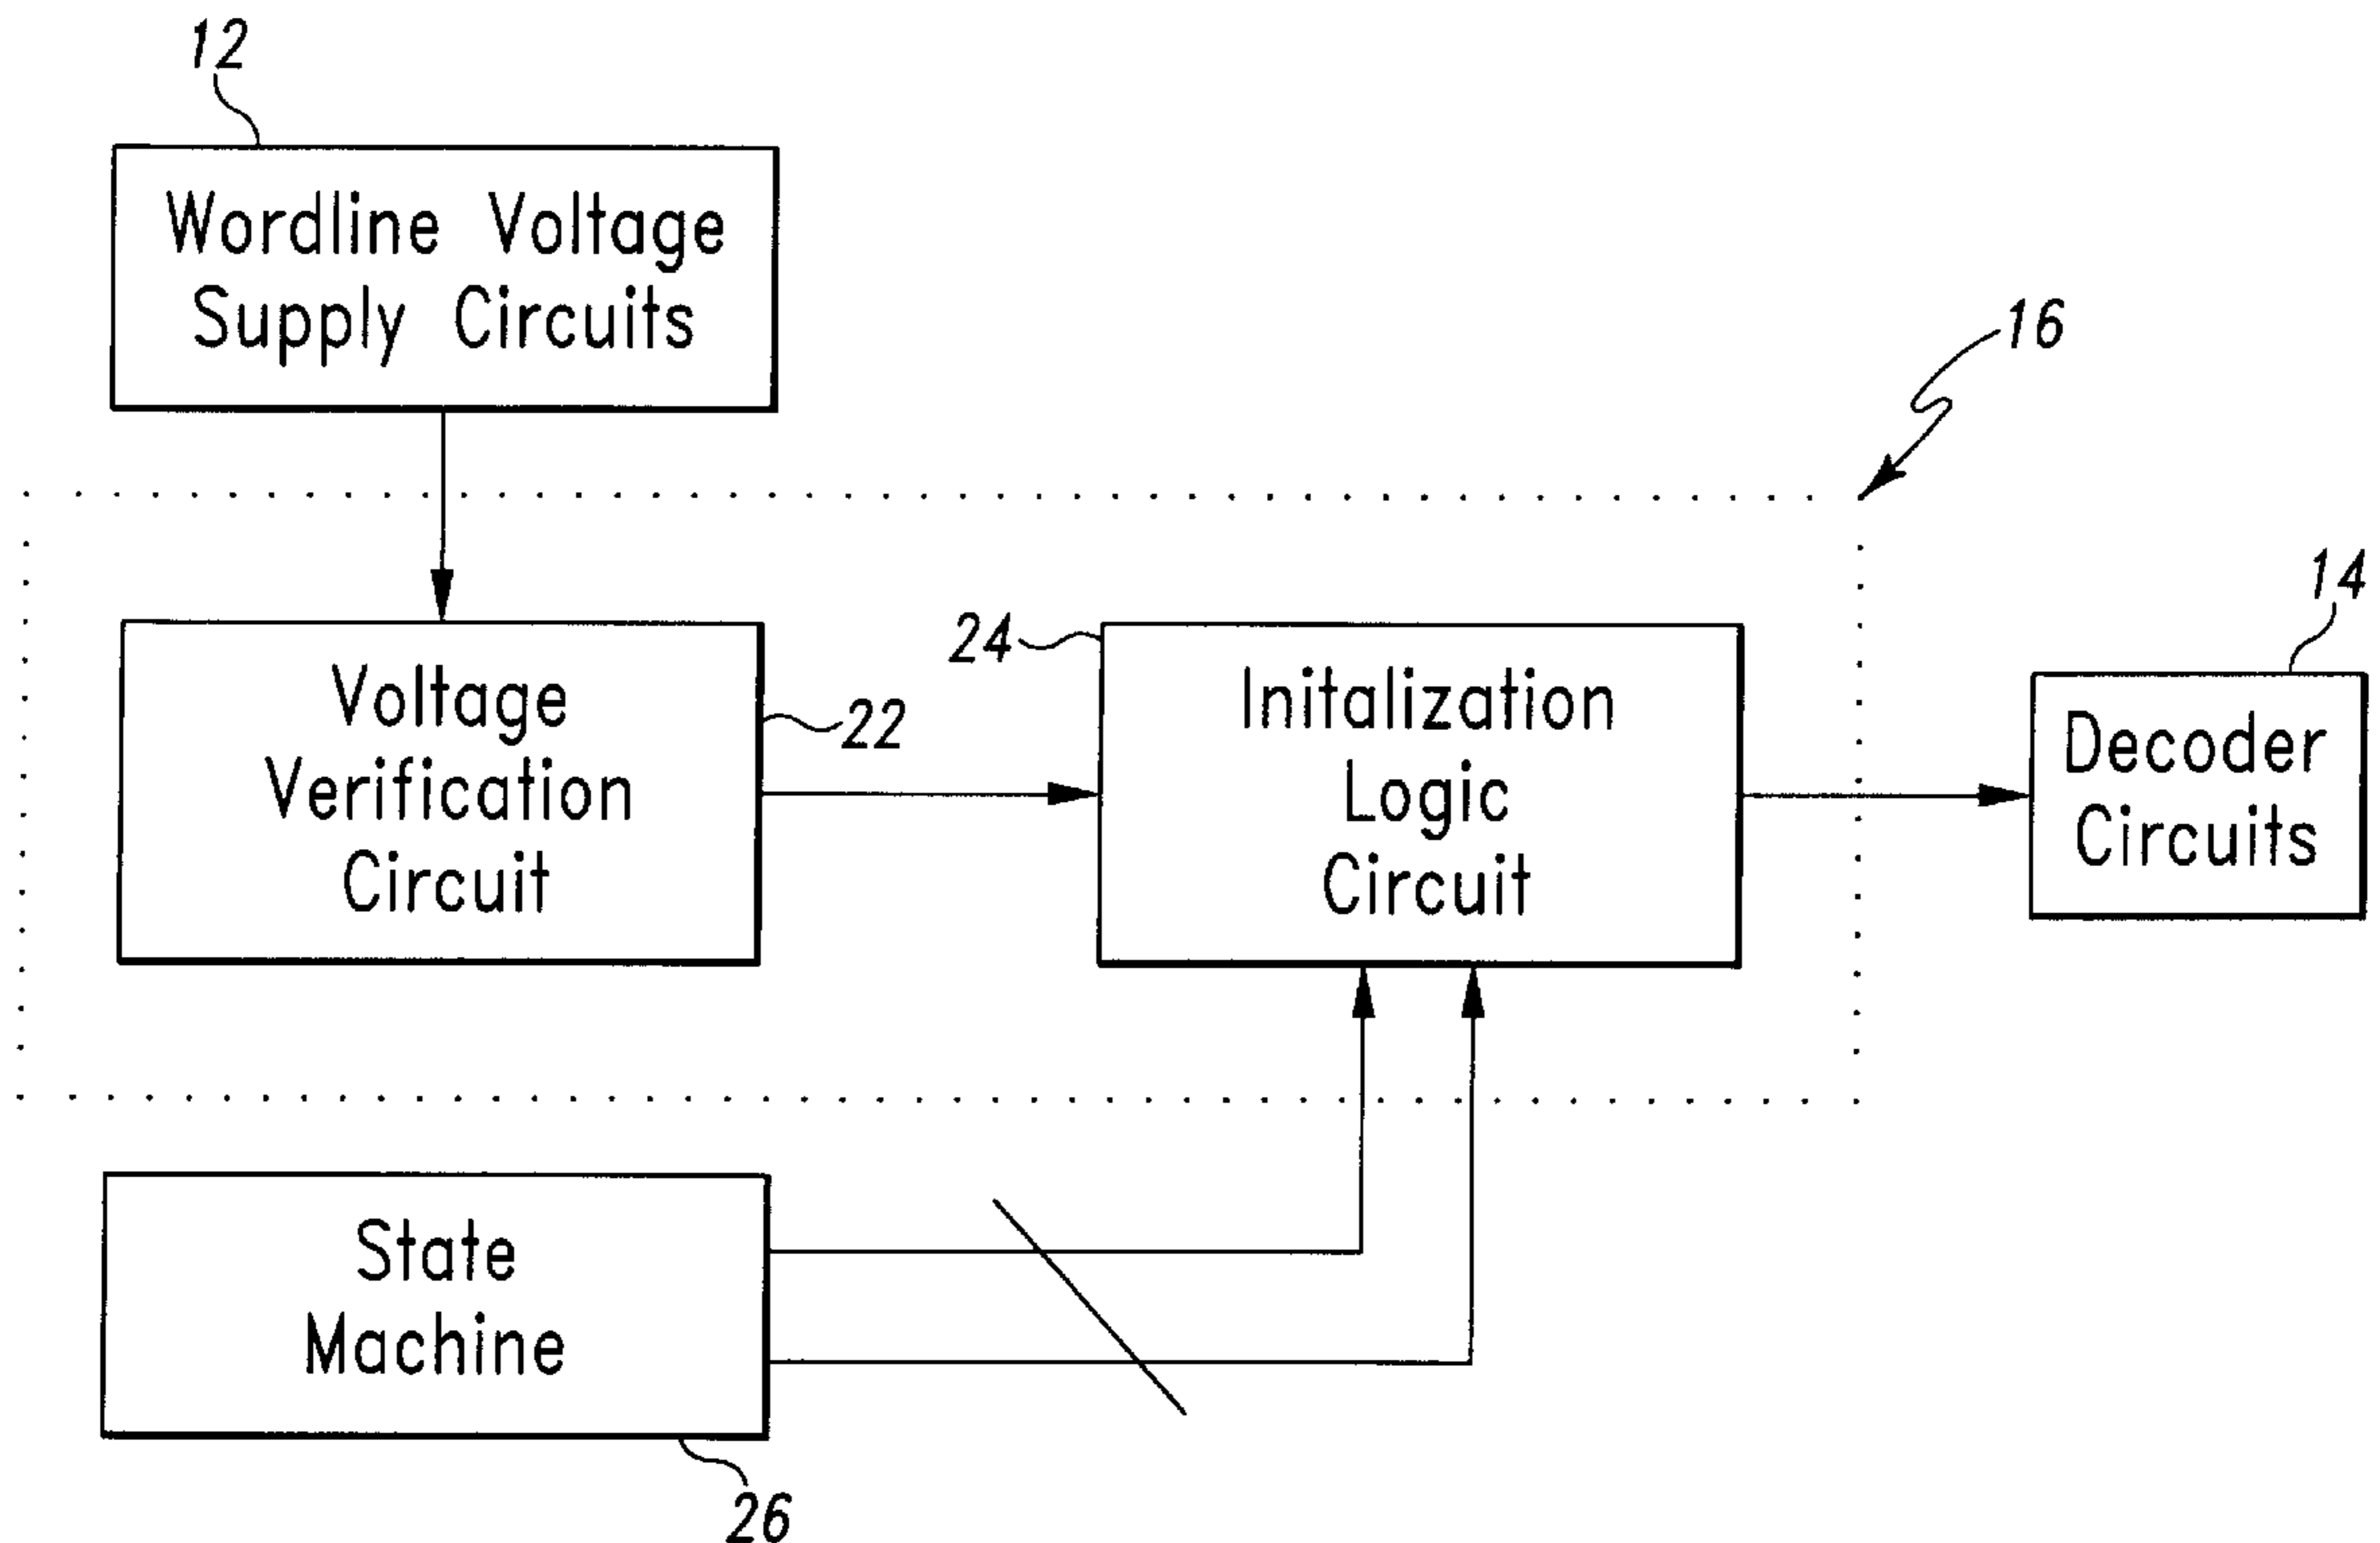 12
Wordline Voltage
Supply Circuits
16
14
24
22
Voltage
Verification
Circuit
Initalization
Logic
Circuit
Decoder
Circuits
State
Machine
26